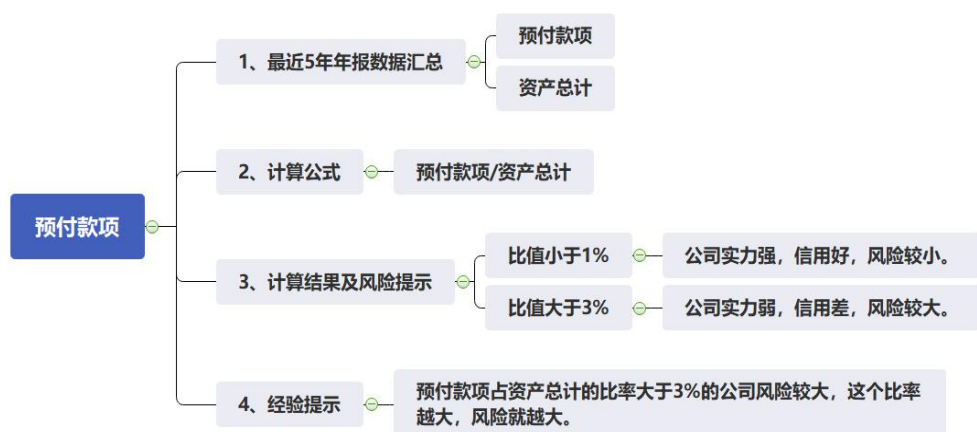 预付款项
1、最近5年年报数据汇总
预付款项
资产总计
2、计算公式
预付款项/资产总计
3、计算结果及风险提示
比值小于1%
公司实力强，信用好，风险较小。
比值大于3%
公司实力弱，信用差，风险较大。
4、经验提示
预付款项占资产总计的比率大于3%的公司风险较大，这个比率
越大，风险就越大。